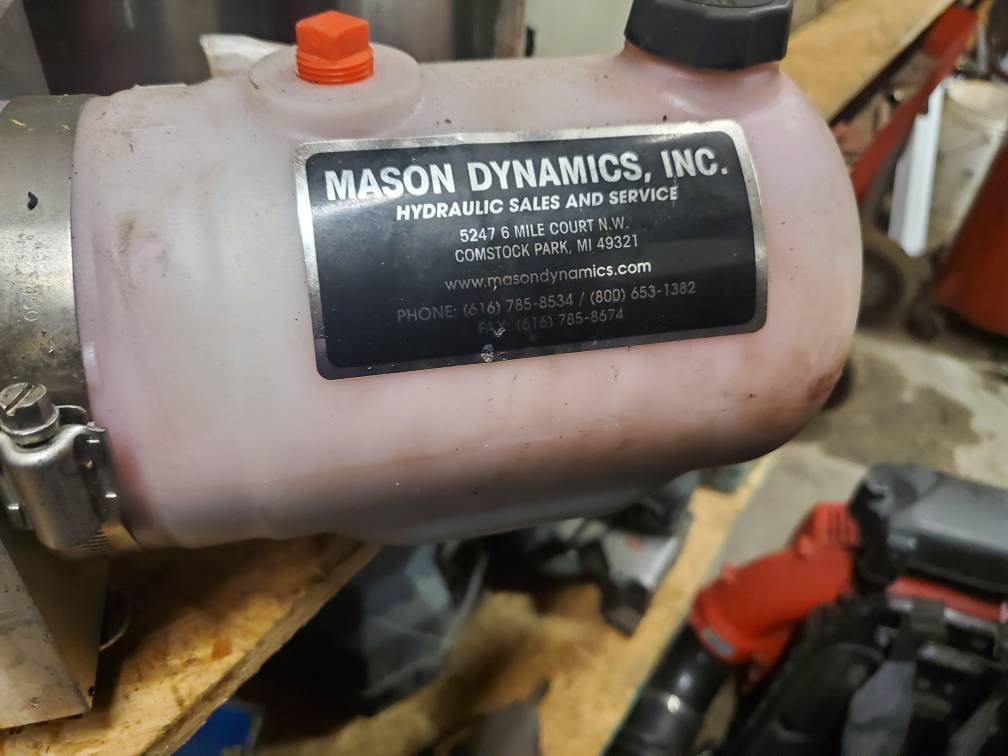 MASON DYNAMICS, INC.
HYDRAULIC SALES AND SERVICE
5247 6 MILE COURT N.W.
COMSTOCK PARK, MI 49321
www.masondynamics.com
PHONE: (616) 785-8534 / (800) 653-1382
FAX: (616) 785-8674